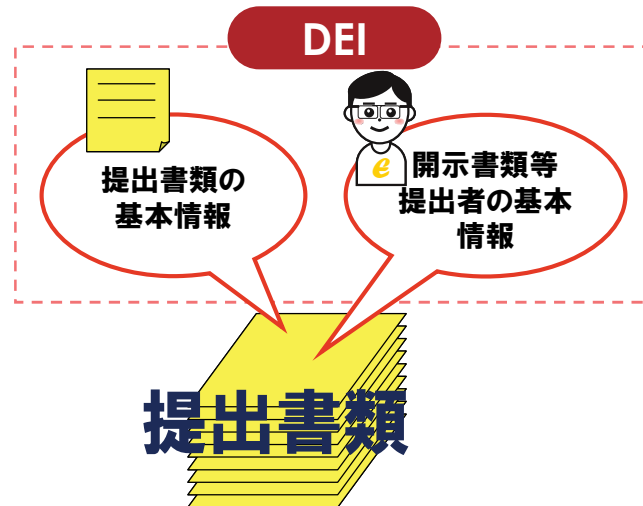 DEI
提出書類の
基本情報
e
開示書類等
提出者の基本
情報
提出書類